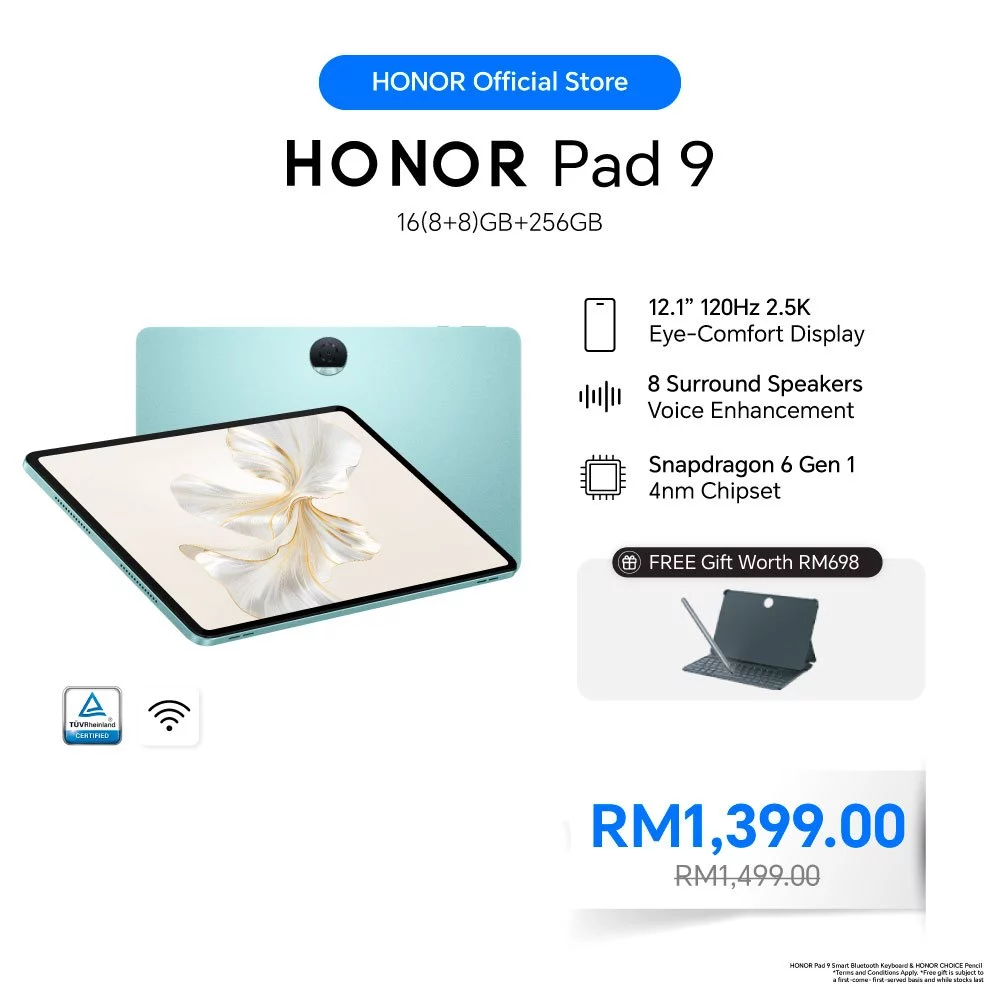 HONOR Official Store
HONOR Pad 9
16(8+8)GB+256GB
12.1” 120Hz 2.5K
Eye-Comfort Display
8 Surround Speakers
Voice Enhancement
Snapdragon 6 Gen 1
4nm Chipset
FREE Gift Worth RM698
TÜVRheinland®
CERTIFIED
RM1,399.00
RM1,499.00
HONOR Pad 9 Smart Bluetooth Keyboard & HONOR CHOICE Pencil
*Terms and Conditions Apply. *Free gift is subject to
a first-come- first-served basis and while stocks last